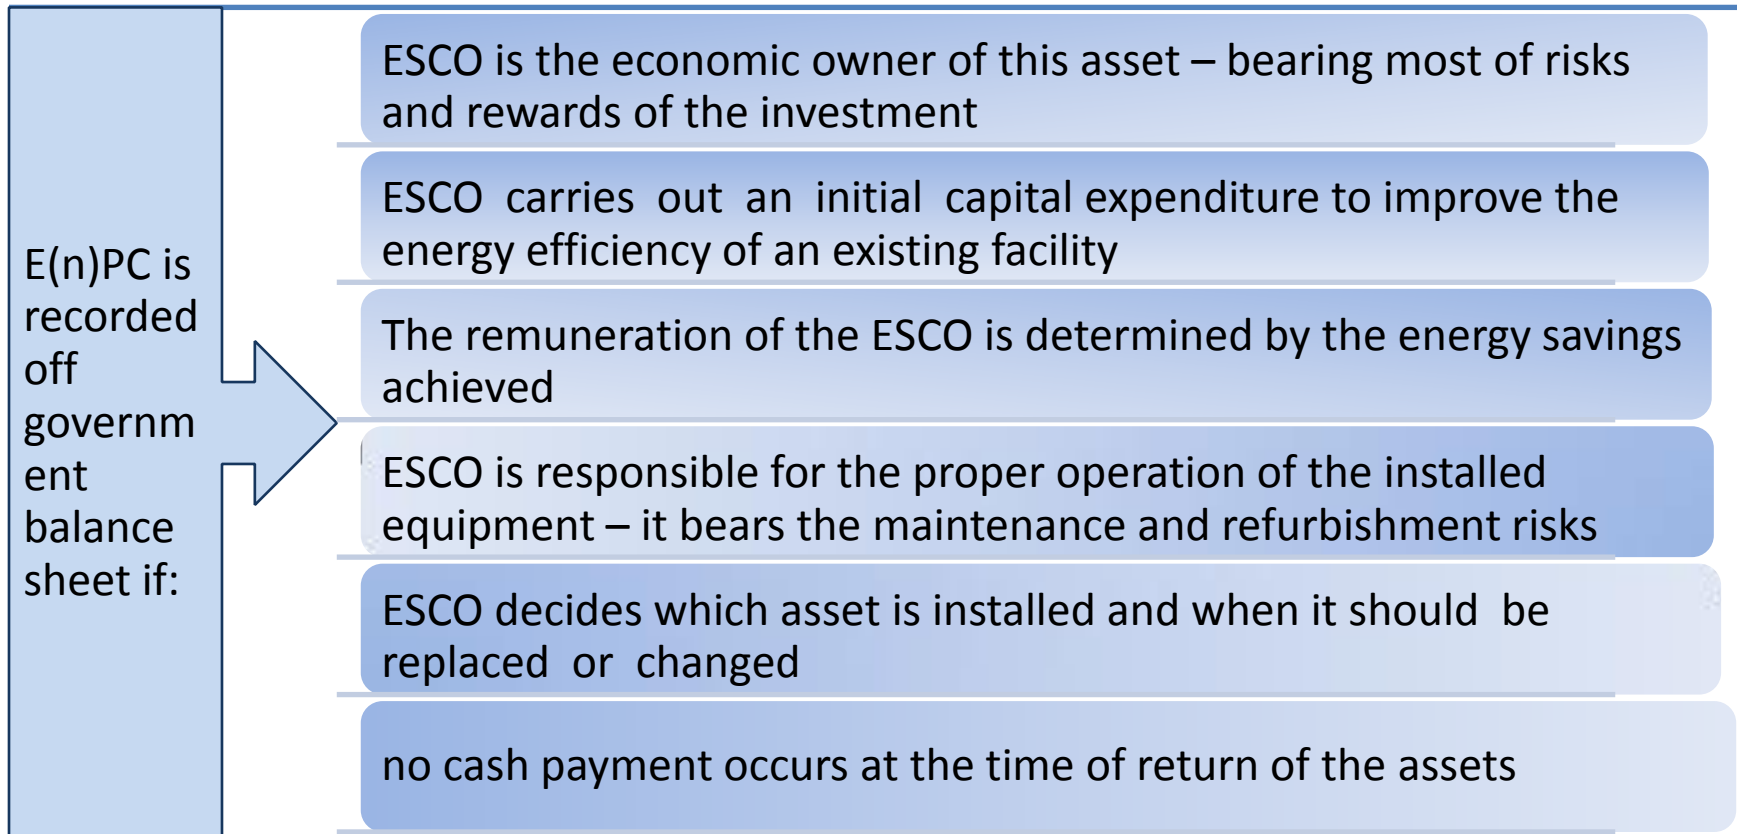 E(n)PC is
recorded
off
governm
ent
balance
sheet if:
ESCO is the economic owner of this asset – bearing most of risks
and rewards of the investment
ESCO carries out an initial capital expenditure to improve the
energy efficiency of an existing facility
The remuneration of the ESCO is determined by the energy savings
achieved
ESCO is responsible for the proper operation of the installed
equipment – it bears the maintenance and refurbishment risks
ESCO decides which asset is installed and when it should be
replaced or changed
no cash payment occurs at the time of return of the assets